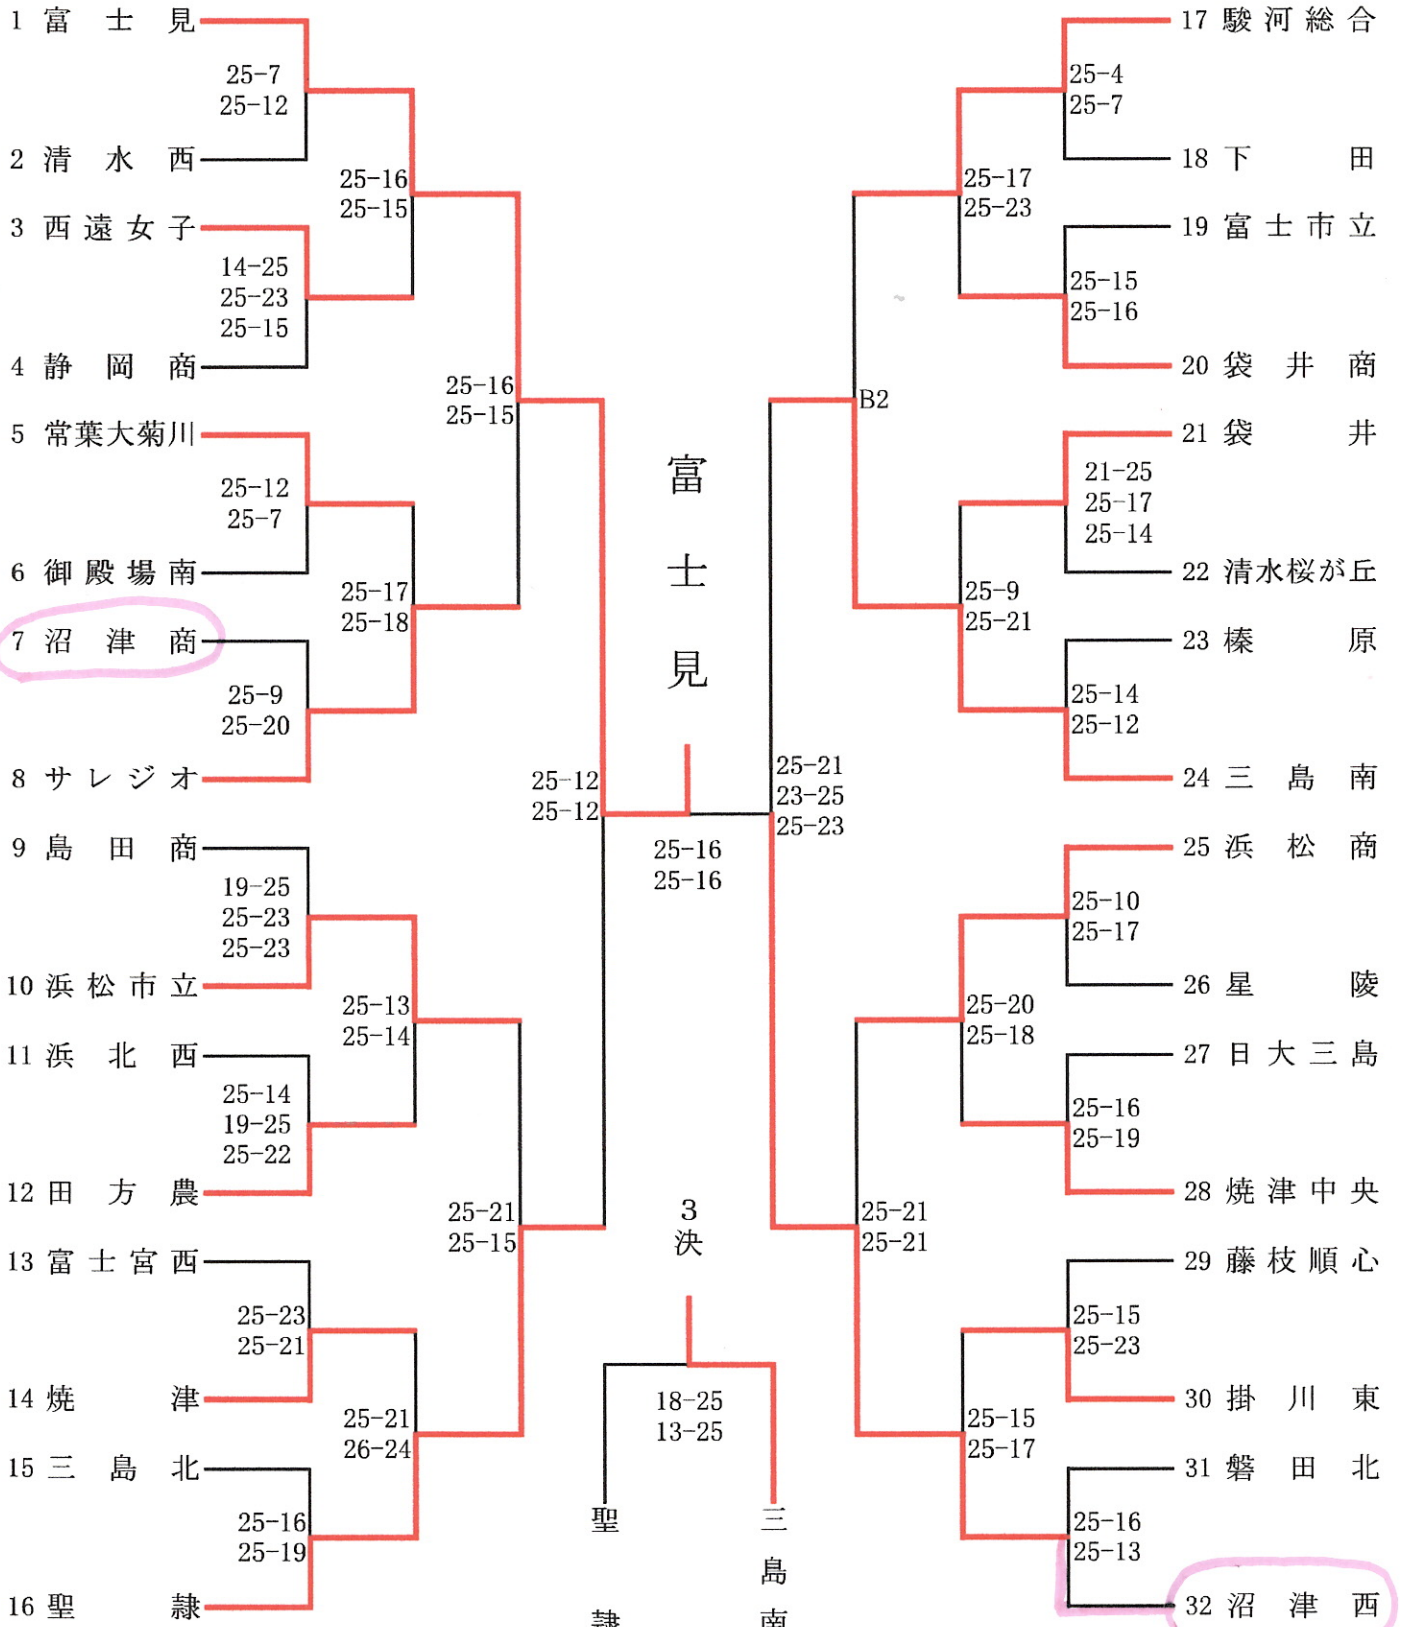 1 富士見
25-7
25-12
2 清水西
25-16
25-15
3 西遠女子
14-25
25-23
25-15
4 静岡商
25-16
25-15
5 常葉大菊川
25-12
25-7
6 御殿場南
25-17
25-18
7 沼津商
25-9
25-20
8 サレジオ
25-12
25-12
9 島田商
19-25
25-23
25-23
10 浜松市立
25-13
25-14
11 浜北西
25-14
19-25
25-22
12 田方農
25-21
25-15
13 富士宮西
25-23
25-21
14 焼津
25-21
26-24
15 三島北
25-16
25-19
16 聖隷
富士見
25-16
25-16
3決
18-25
13-25
聖隷
三島南
17 駿河総合
25-4
25-7
18 下田
25-17
25-23
19 富士市立
25-15
25-16
20 袋井商
B2
21 袋井
21-25
25-17
25-14
22 清水桜が丘
25-9
25-21
23 榛原
25-14
25-12
24 三島南
25-21
23-25
25-23
25 浜松商
25-10
25-17
26 星陵
25-20
25-18
27 日大三島
25-16
25-19
28 焼津中央
25-21
25-21
29 藤枝順心
25-15
25-23
30 掛川東
25-15
25-17
31 磐田北
25-16
25-13
32 沼津西